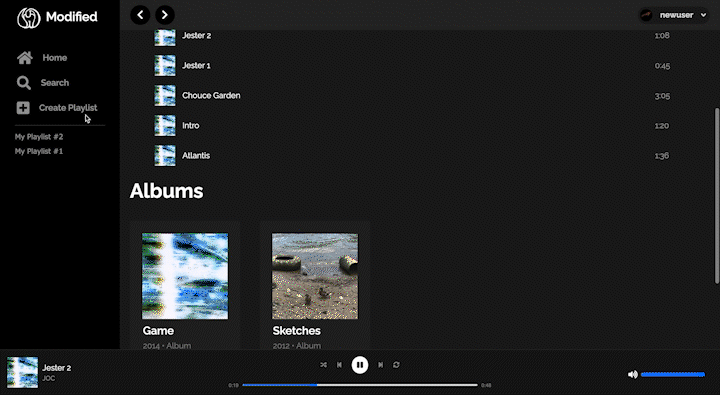 Modified
newuser
Home
Search
Create Playlist
My Playlist #2
My Playlist #1
Jester 2 1:08
Jester 1 0:45
Chouce Garden 3:05
Intro 1:20
Atlantis 1:36
Albums
Game
2014 • Album
Sketches
2012 • Album
Jester 2
JOC
0:19
0:48